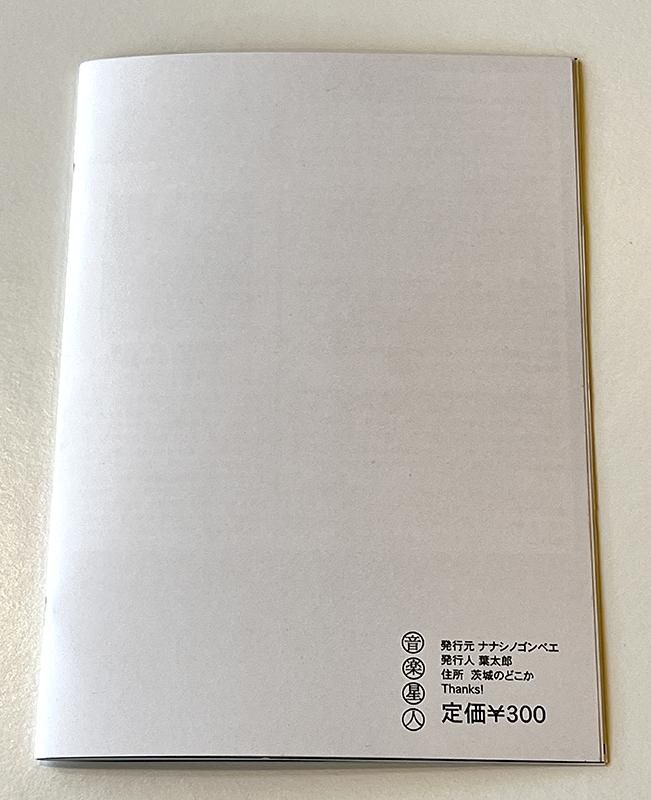 音楽星人
発行元 ナナシノゴンベエ
発行人 葉太郎
住所 茨城のどこか
Thanks!
定価¥300